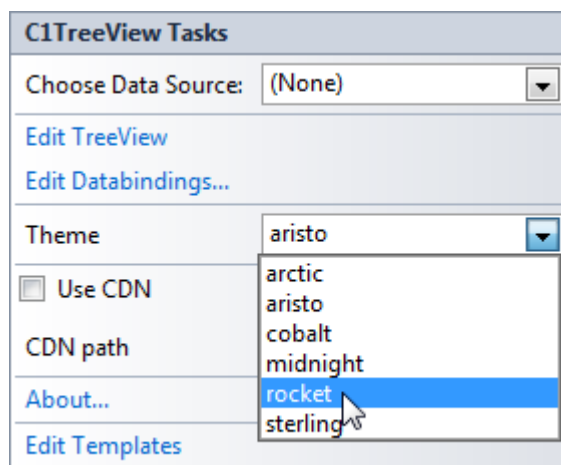 C1TreeView Tasks
Choose Data Source: (None)
Edit TreeView
Edit Databindings...
Theme aristo
arctic
Use CDN
aristo
cobalt
CDN path
midnight
rocket
About...
sterling
Edit Templates